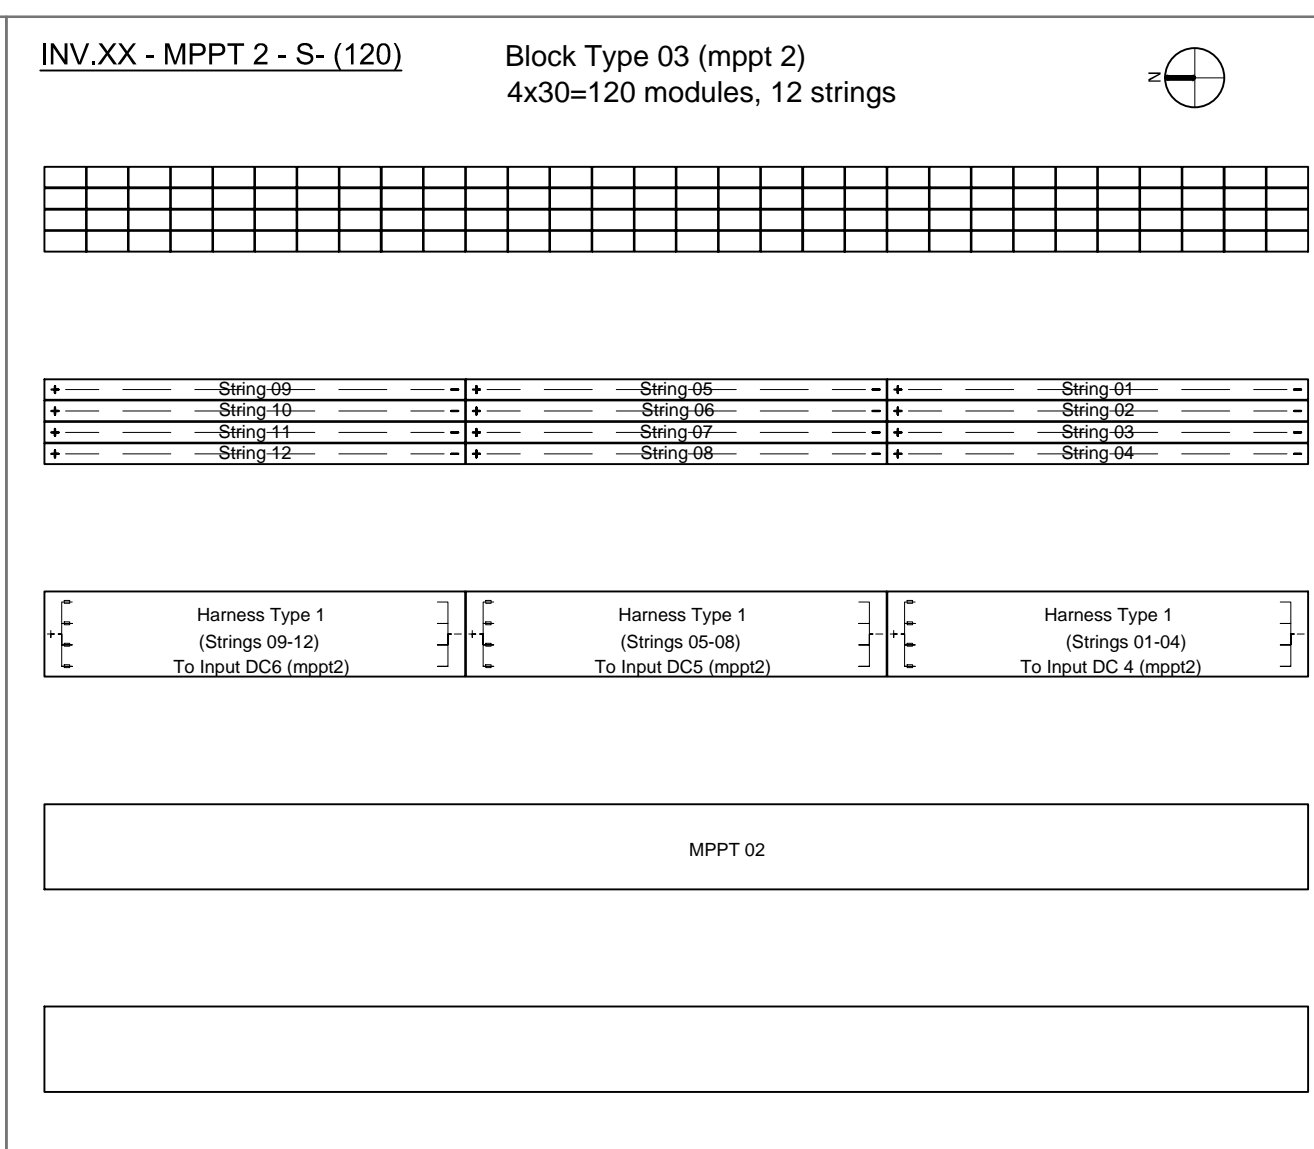 INV.XX - MPPT 2 - S- (120)
Block Type 03 (mppt 2)
4x30=120 modules, 12 strings
N
+ String 09 - + String 05 - + String 01 -
+ String 10 - + String 06 - + String 02 -
+ String 11 - + String 07 - + String 03 -
+ String 12 - + String 08 - + String 04 -
Harness Type 1 Harness Type 1 Harness Type 1
+ (Strings 09-12) - + (Strings 05-08) - + (Strings 01-04) -
To Input DC6 (mppt2) To Input DC5 (mppt2) To Input DC 4 (mppt2)
MPPT 02